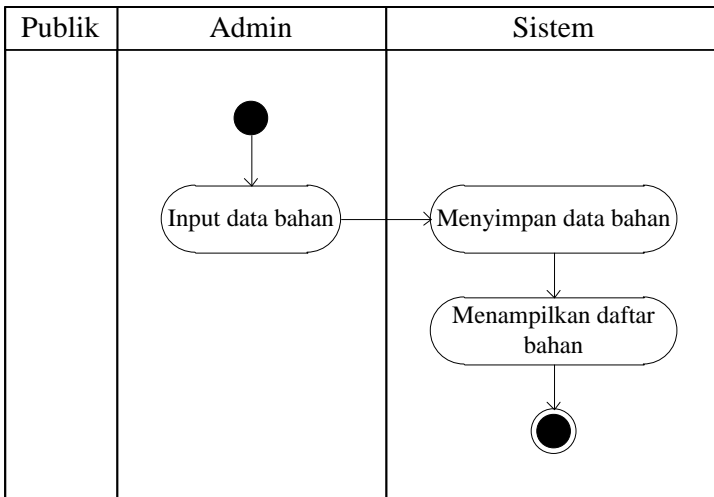 Publik
Admin
Sistem
Input data bahan
Menyimpan data bahan
Menampilkan daftar
bahan